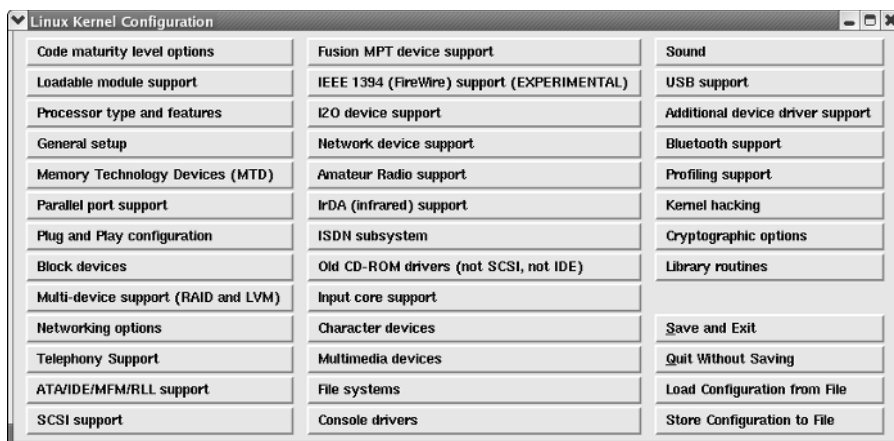 Linux Kernel Configuration
Code maturity level options
Loadable module support
Processor type and features
General setup
Memory Technology Devices (MTD)
Parallel port support
Plug and Play configuration
Block devices
Multi-device support (RAID and LVM)
Networking options
Telephony Support
ATA/IDE/MFM/RLL support
SCSI support
Fusion MPT device support
IEEE 1394 (FireWire) support (EXPERIMENTAL)
I2O device support
Network device support
Amateur Radio support
IrDA (infrared) support
ISDN subsystem
Old CD-ROM drivers (not SCSI, not IDE)
Input core support
Character devices
Multimedia devices
File systems
Console drivers
Sound
USB support
Additional device driver support
Bluetooth support
Profiling support
Kernel hacking
Cryptographic options
Library routines
Save and Exit
Quit Without Saving
Load Configuration from File
Store Configuration to File